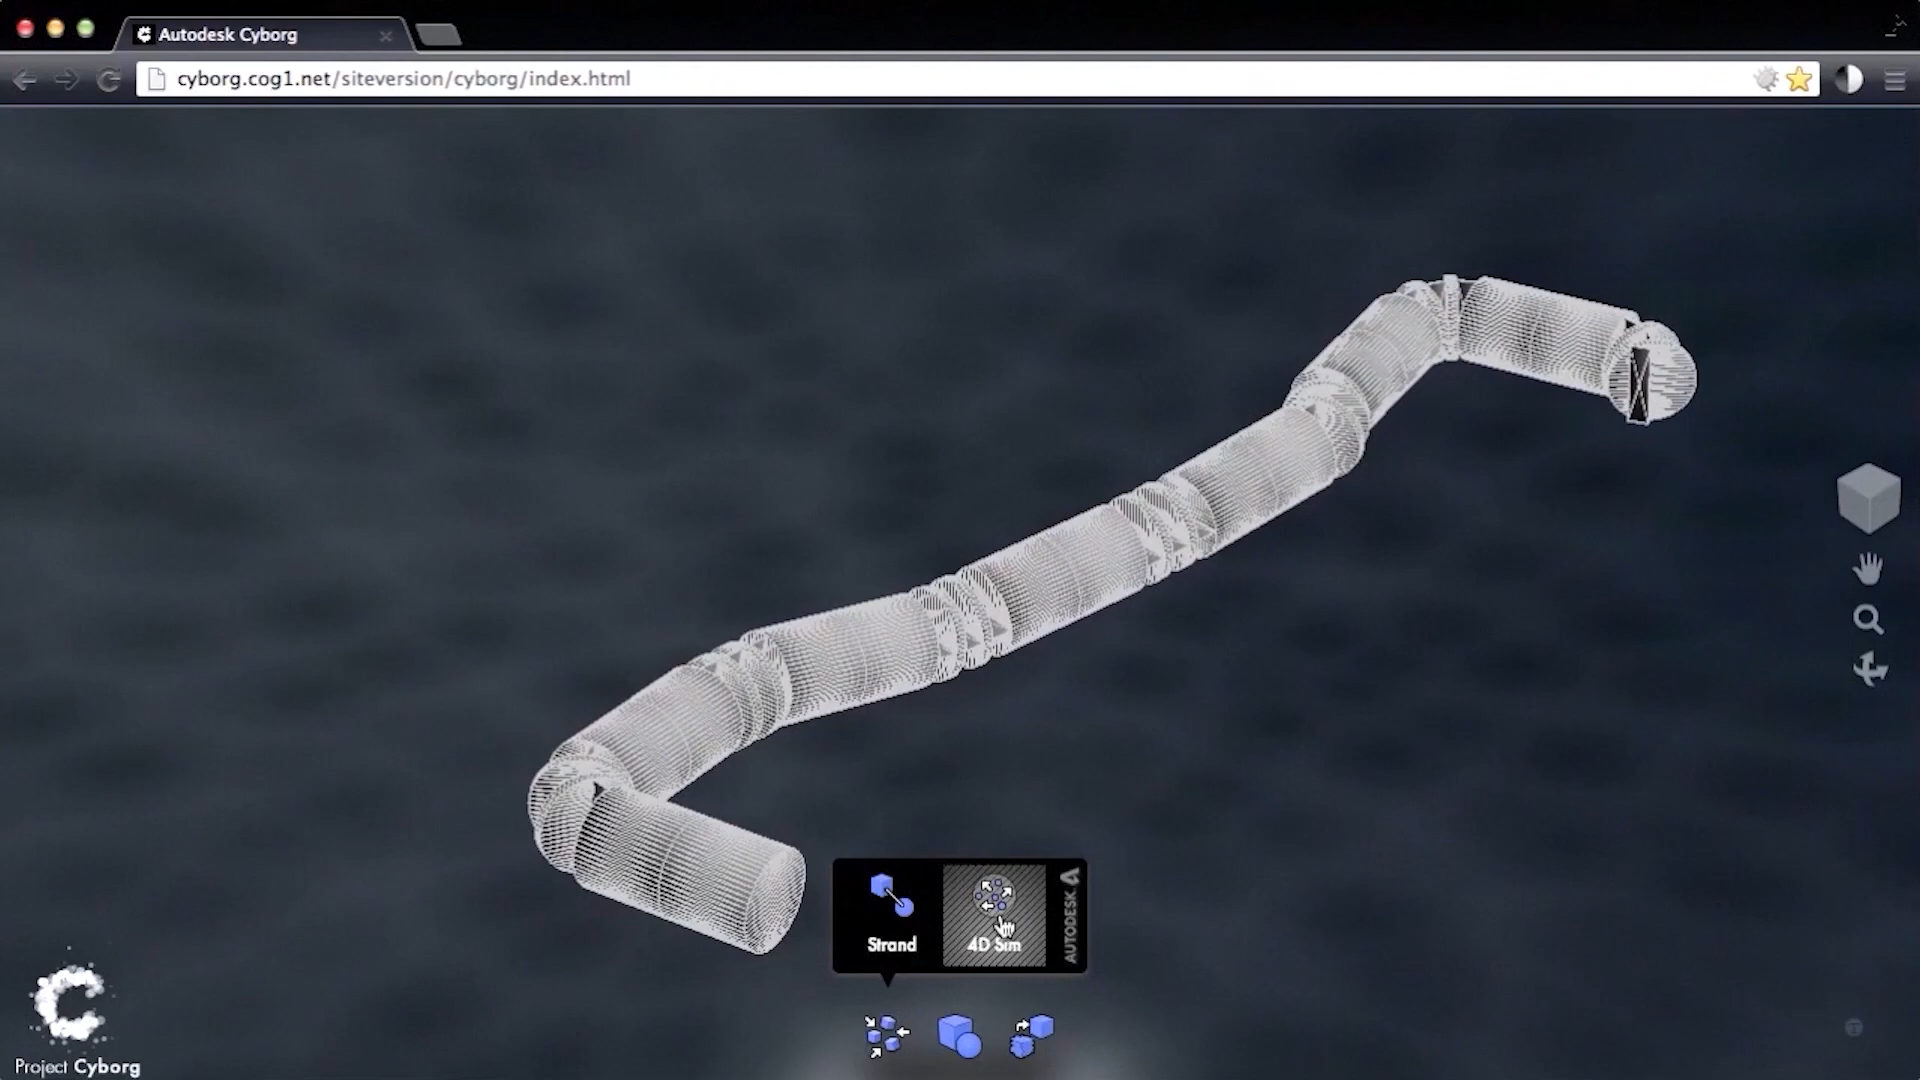 Autodesk Cyborg
cyborg.cog1.net/siteversion/cyborg/index.html
Strand
4D Sim
AUTODESK
Project Cyborg